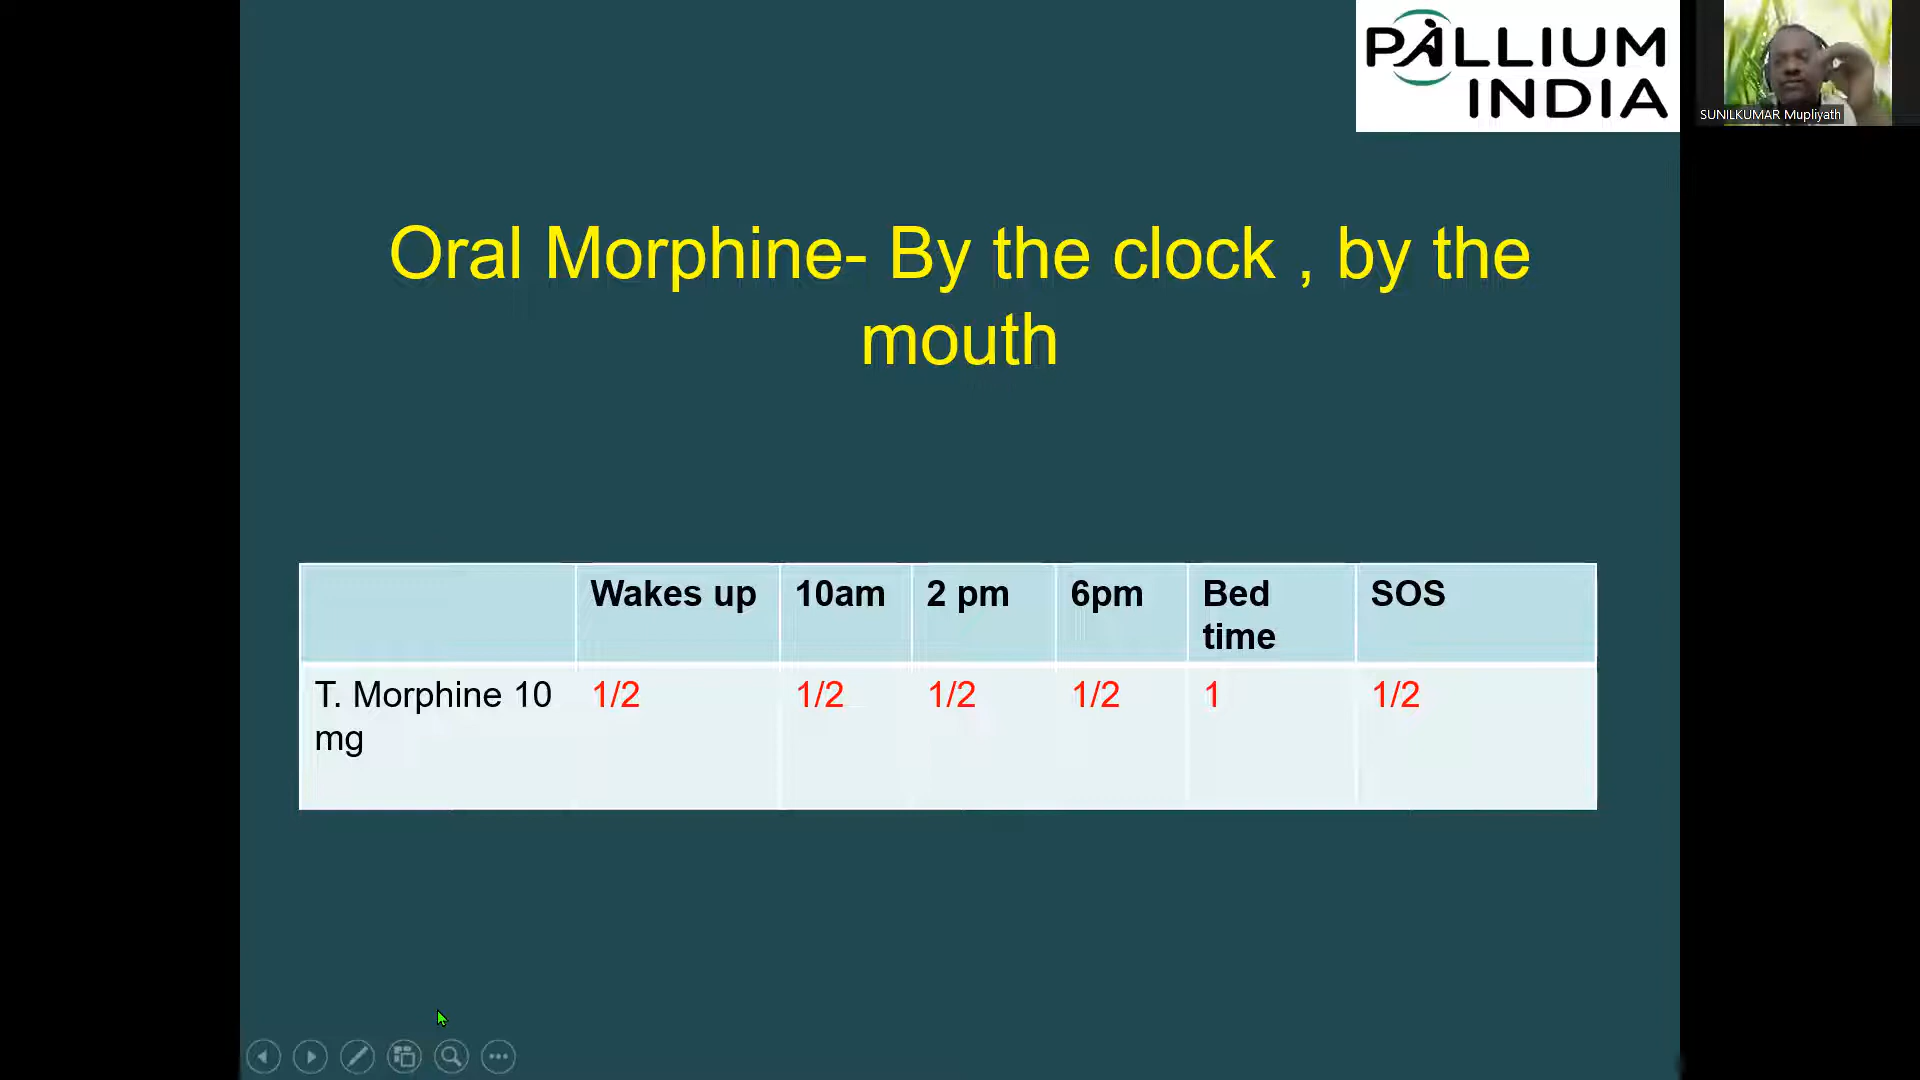 PALLIUM
INDIA
SUNILKUMAR Mupliyath
Oral Morphine- By the clock , by the
mouth
Wakes up 10am 2 pm 6pm Bed time SOS
T. Morphine 10 mg 1/2 1/2 1/2 1/2 1 1/2